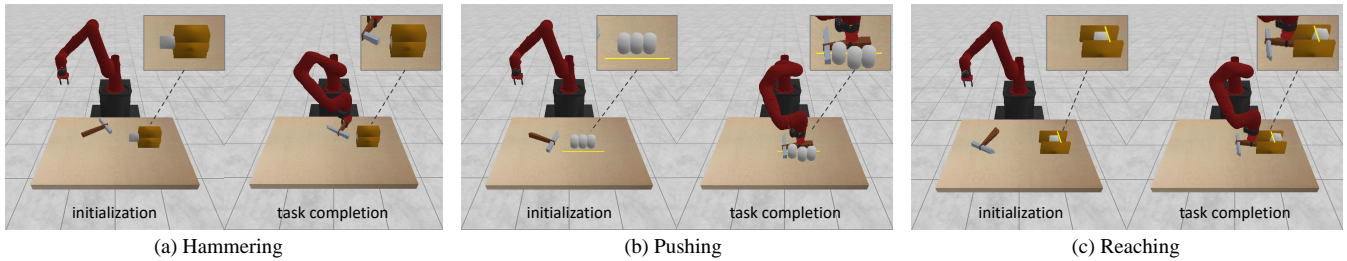 initialization
task completion
(a) Hammering
initialization
task completion
(b) Pushing
initialization
task completion
(c) Reaching